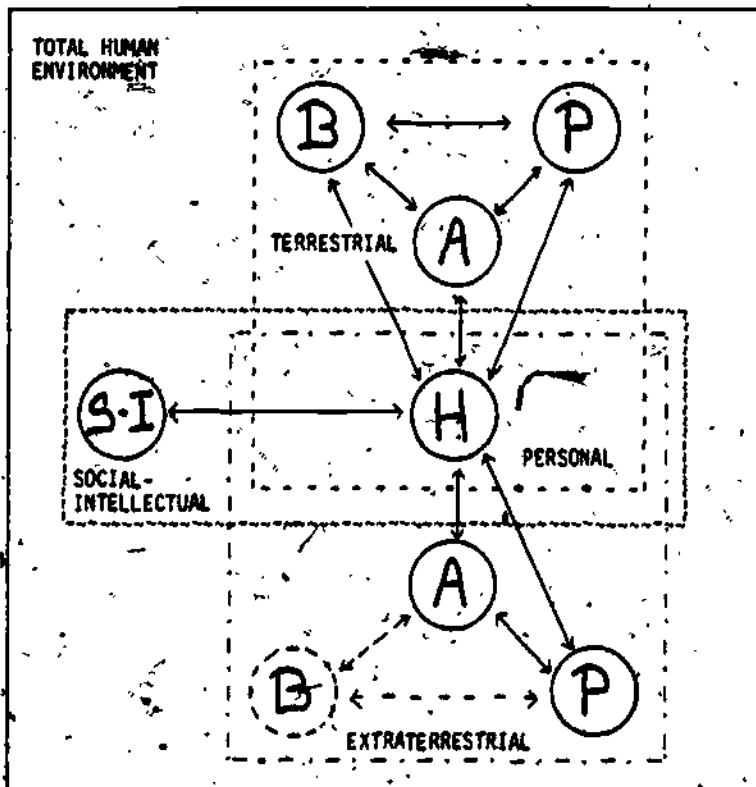 TOTAL HUMAN
ENVIRONMENT
B
P
A
TERRESTRIAL
S-I
H
PERSONAL
SOCIAL-
INTELLECTUAL
A
B
P
EXTRATERRESTRIAL